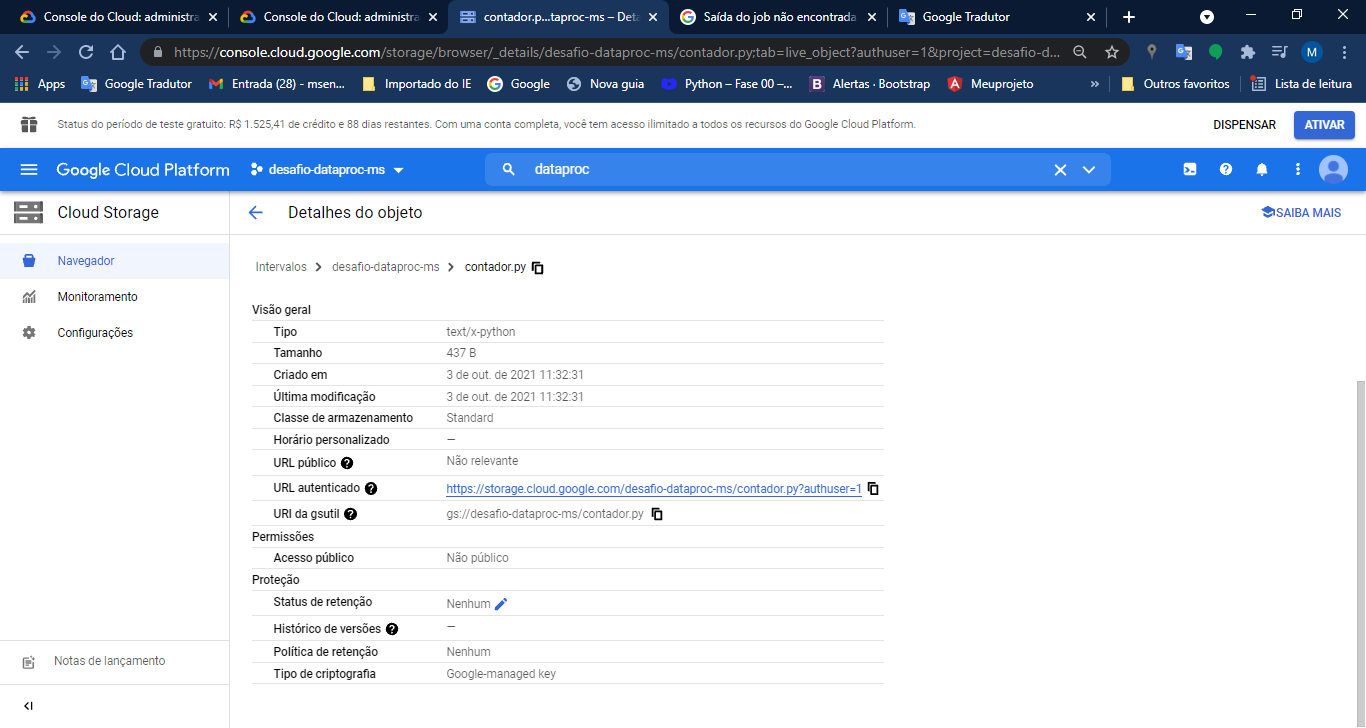 Console do Cloud: administra
Console do Cloud: administra
contador.p...taproc-ms – Deta
Saída do job não encontrada
Google Tradutor
https://console.cloud.google.com/storage/browser/_details/desafio-dataproc-ms/contador.py;tab=live_object?authuser=1&project=desafio-d...
M
Apps
Google Tradutor
Entrada (28) - msen...
Importado do IE
Google
Nova guia
Python – Fase 00 –...
B
Alertas · Bootstrap
Meuprojeto
»
Outros favoritos
Lista de leitura
Status do período de teste gratuito: R$ 1.525,41 de crédito e 88 dias restantes. Com uma conta completa, você tem acesso ilimitado a todos os recursos do Google Cloud Platform.
DISPENSAR
ATIVAR
Google Cloud Platform
desafio-dataproc-ms
dataproc
Cloud Storage
Detalhes do objeto
SAIBA MAIS
Navegador
Monitoramento
Configurações
Notas de lançamento
Intervalos > desafio-dataproc-ms > contador.py
Visão geral
Tipo text/x-python
Tamanho 437 B
Criado em 3 de out. de 2021 11:32:31
Última modificação 3 de out. de 2021 11:32:31
Classe de armazenamento Standard
Horário personalizado —
URL público Não relevante
URL autenticado https://storage.cloud.google.com/desafio-dataproc-ms/contador.py?authuser=1
URI da gsutil gs://desafio-dataproc-ms/contador.py
Permissões
Acesso público Não público
Proteção
Status de retenção Nenhum
Histórico de versões —
Política de retenção Nenhum
Tipo de criptografia Google-managed key